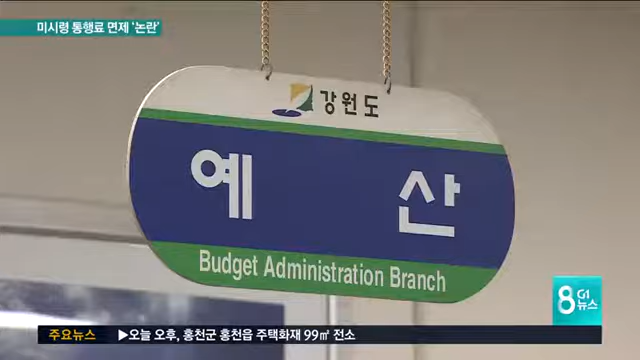 미시령 통행료 면제 '논란'
강원도
예 산
Budget Administration Branch
8 G1 뉴스
주요뉴스 ▶오늘 오후, 홍천군 홍천읍 주택화재 99㎡ 전소